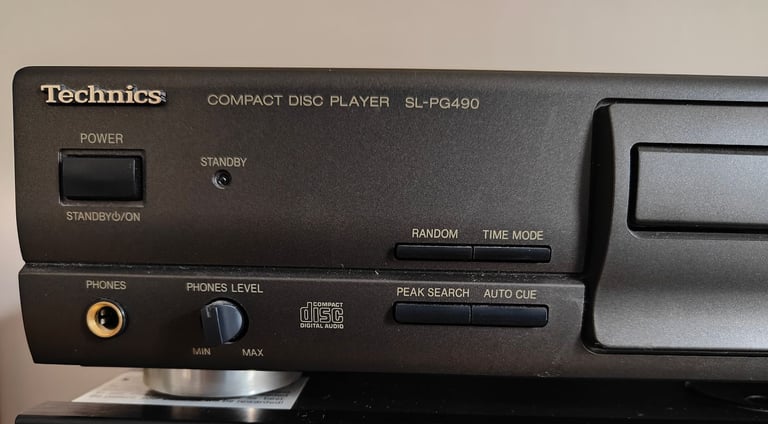 Technics
COMPACT DISC PLAYER SL-PG490
POWER
STANDBY
STANDBY⏻/ON
RANDOM
TIME MODE
PHONES
PHONES LEVEL
MIN
MAX
COMPACT
disc
DIGITAL AUDIO
PEAK SEARCH
AUTO CUE